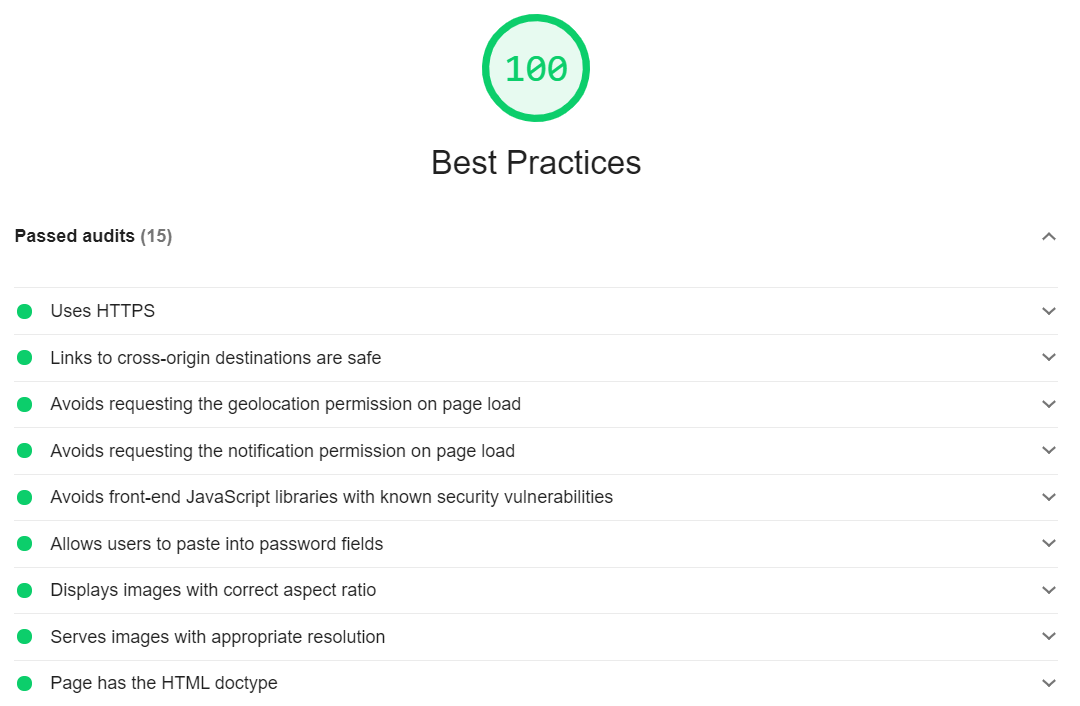 100
Best Practices
Passed audits (15)
Uses HTTPS
Links to cross-origin destinations are safe
Avoids requesting the geolocation permission on page load
Avoids requesting the notification permission on page load
Avoids front-end JavaScript libraries with known security vulnerabilities
Allows users to paste into password fields
Displays images with correct aspect ratio
Serves images with appropriate resolution
Page has the HTML doctype